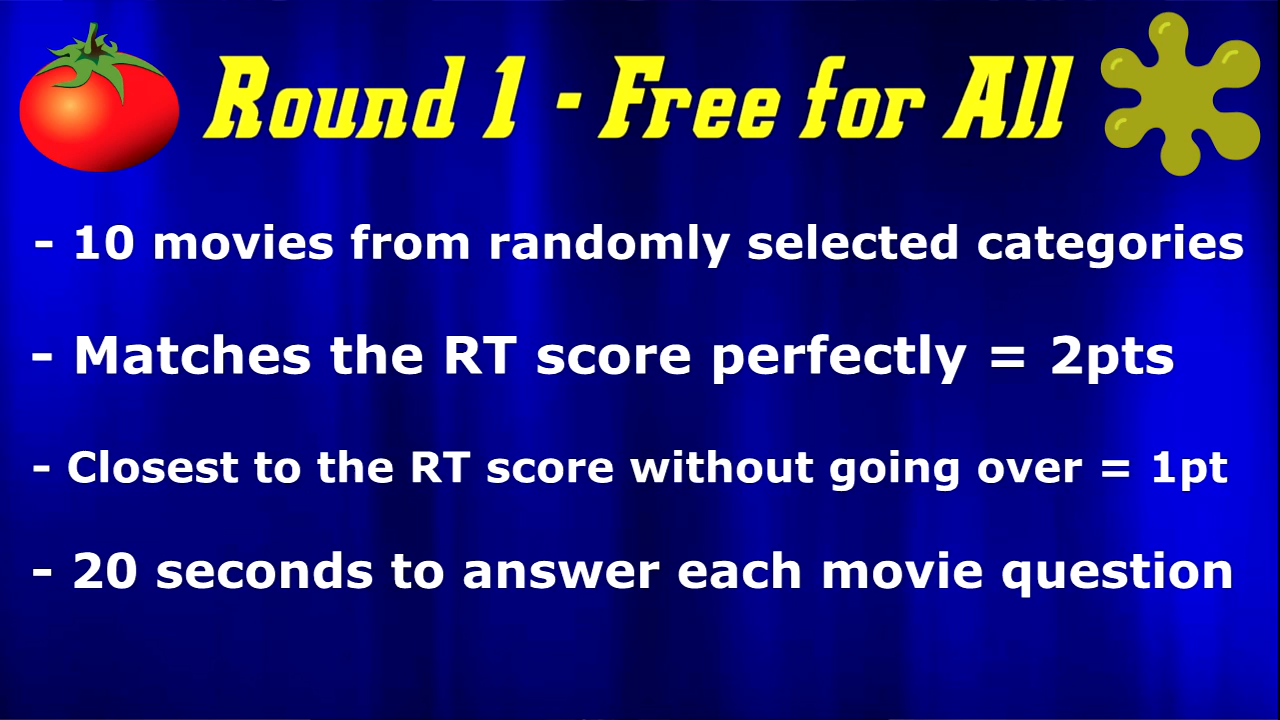 Round 1 - Free for All
- 10 movies from randomly selected categories
- Matches the RT score perfectly = 2pts
- Closest to the RT score without going over = 1pt
- 20 seconds to answer each movie question